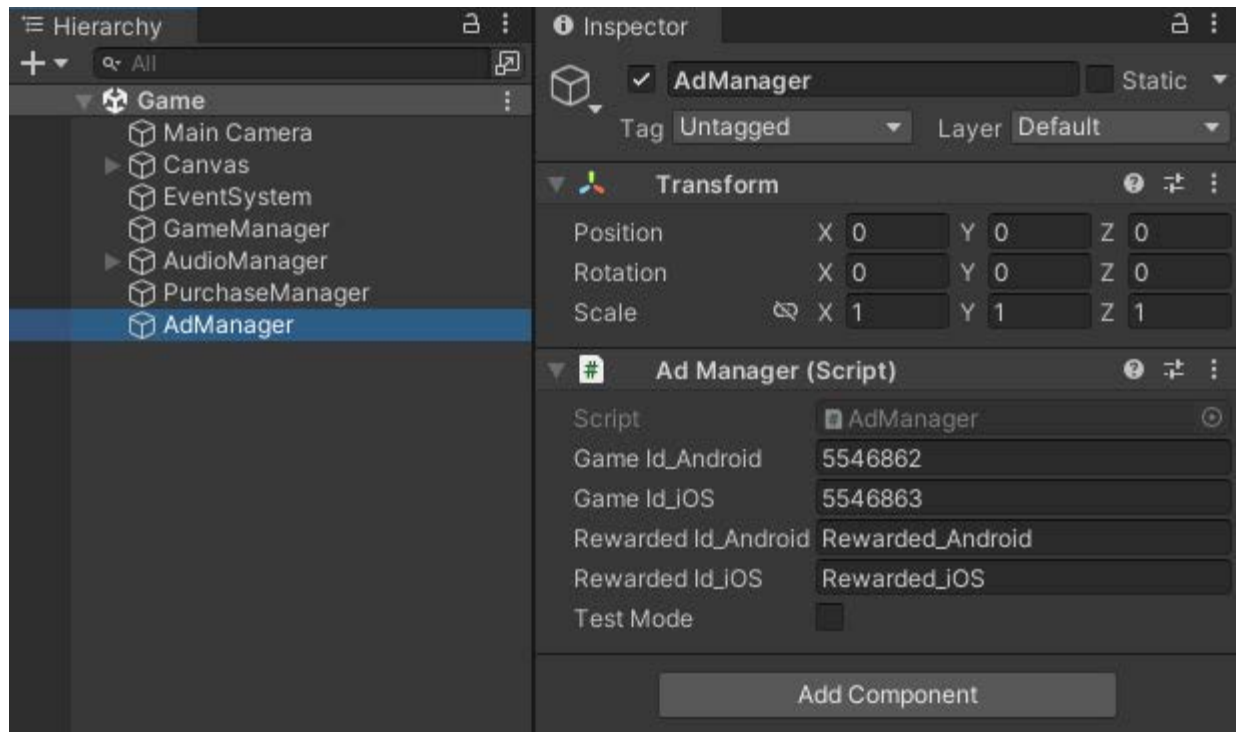 Hierarchy
All
Game
Main Camera
Canvas
EventSystem
GameManager
AudioManager
PurchaseManager
AdManager
Inspector
AdManager Static
Tag Untagged Layer Default
Transform
Position X 0 Y 0 Z 0
Rotation X 0 Y 0 Z 0
Scale X 1 Y 1 Z 1
# Ad Manager (Script)
Script # AdManager
Game Id_Android 5546862
Game Id_iOS 5546863
Rewarded Id_Android Rewarded_Android
Rewarded Id_iOS Rewarded_iOS
Test Mode
Add Component